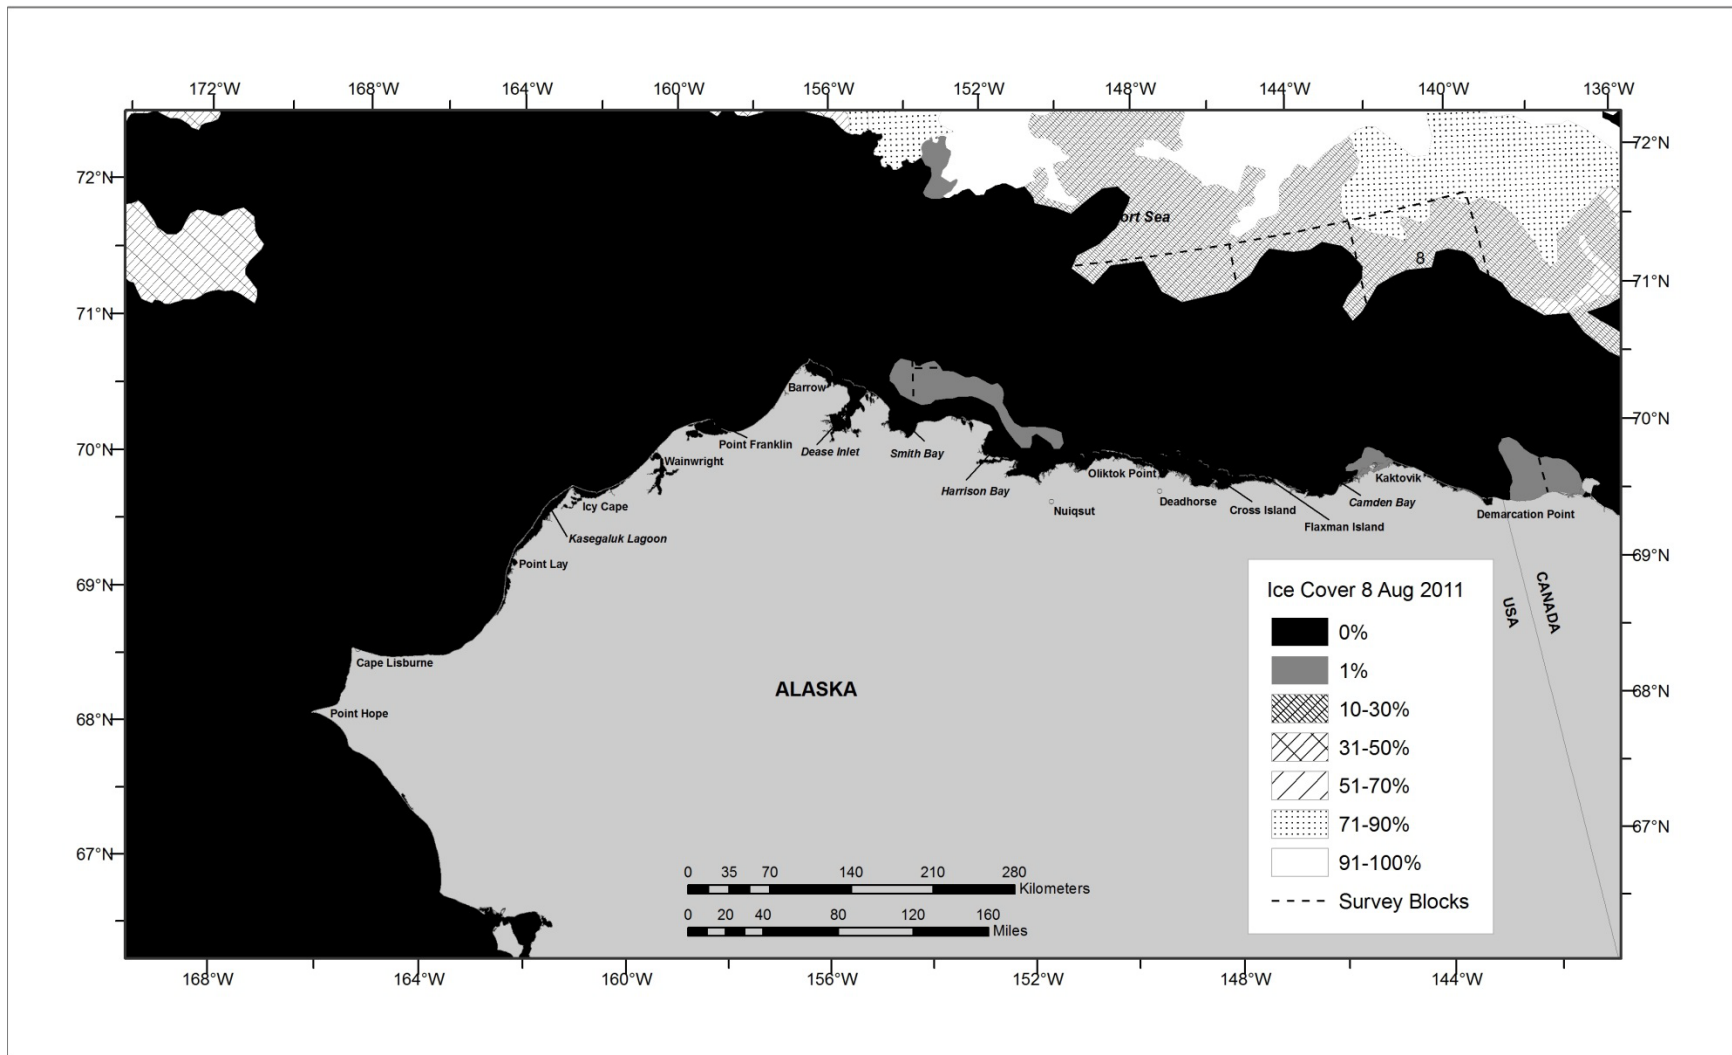 172°W 168°W 164°W 160°W 156°W 152°W 148°W 144°W 140°W 136°W
72°N 72°N
ort Sea
8
71°N 71°N
70°N 70°N
Barrow
Point Franklin
Dease Inlet
Smith Bay
Wainwright
Harrison Bay
Oliktok Point
Kaktovik
Icy Cape
Nuiqsut
Deadhorse
Cross Island
Camden Bay
Flaxman Island
Demarcation Point
Kasegaluk Lagoon
69°N 69°N
Point Lay
Cape Lisburne
Point Hope
68°N 68°N
67°N 67°N
ALASKA
USA
CANADA
Ice Cover 8 Aug 2011
0%
1%
10-30%
31-50%
51-70%
71-90%
91-100%
Survey Blocks
0 35 70 140 210 280
Kilometers
0 20 40 80 120 160
Miles
168°W 164°W 160°W 156°W 152°W 148°W 144°W